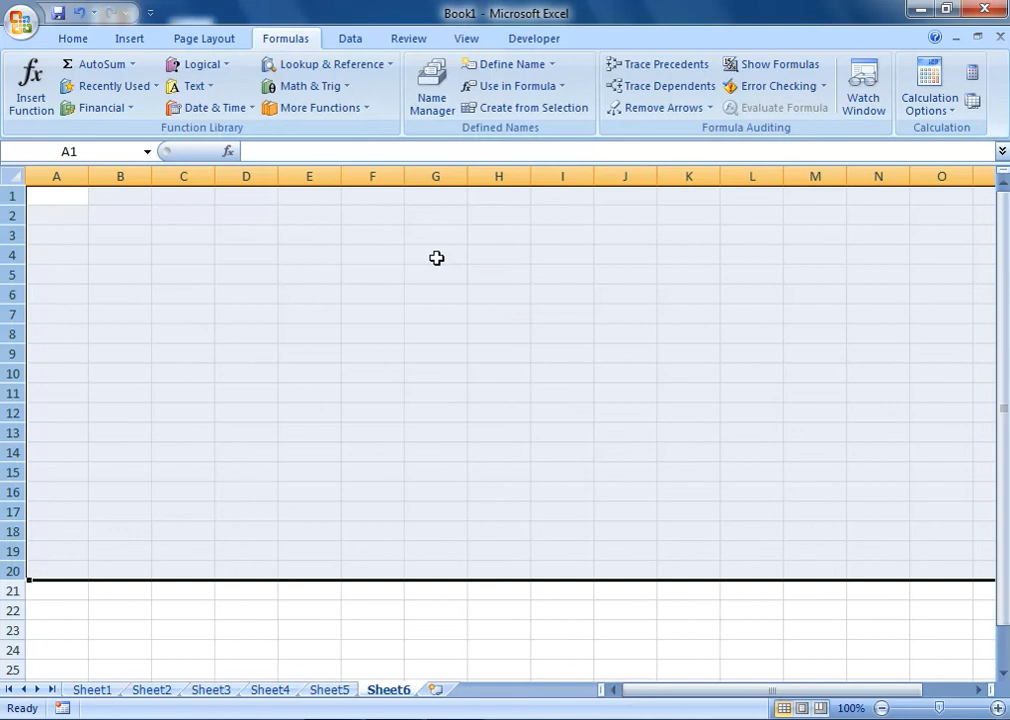 Book1 - Microsoft Excel
Home Insert Page Layout Formulas Data Review View Developer
fx Insert Function
Σ AutoSum
Recently Used
Financial
Logical
Text
Date & Time
Lookup & Reference
Math & Trig
More Functions
Function Library
Name Manager
Define Name
Use in Formula
Create from Selection
Defined Names
Trace Precedents
Trace Dependents
Remove Arrows
Show Formulas
Error Checking
Evaluate Formula
Formula Auditing
Watch Window
Calculation Options
Calculation
A1 fx
A B C D E F G H I J K L M N O
1
2
3
4
5
6
7
8
9
10
11
12
13
14
15
16
17
18
19
20
21
22
23
24
25
Sheet1 Sheet2 Sheet3 Sheet4 Sheet5 Sheet6
Ready 100%